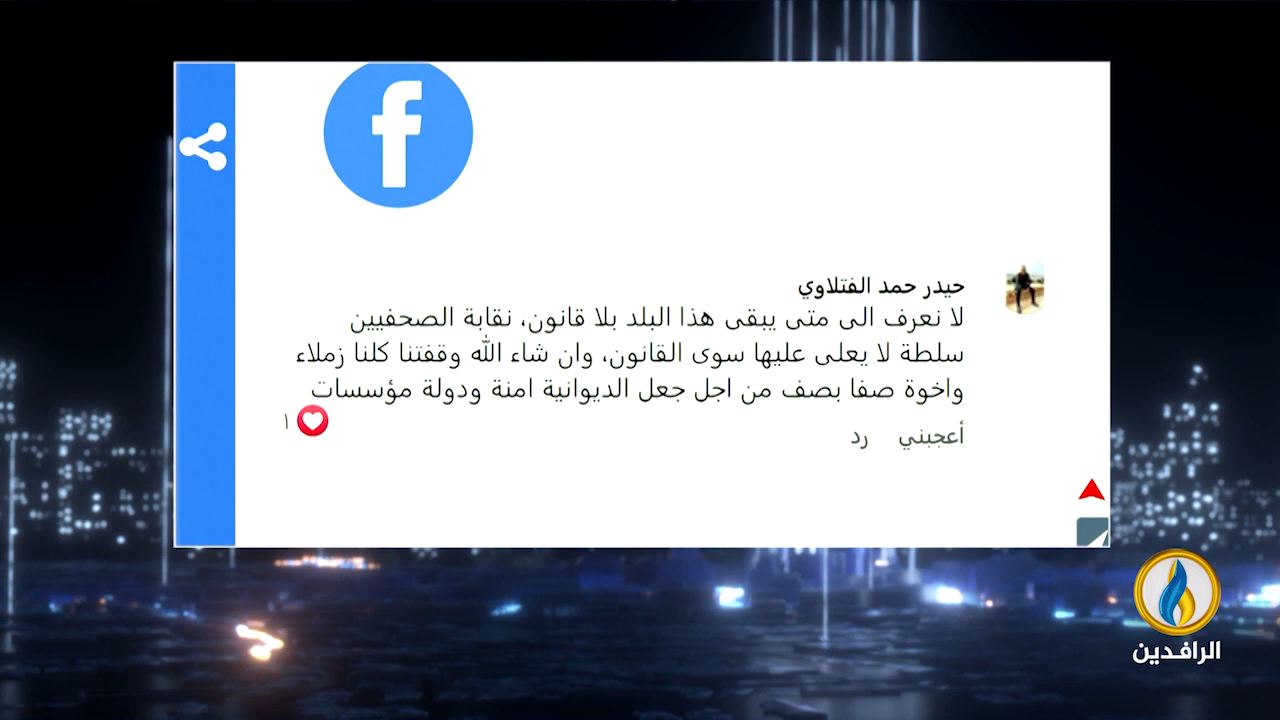 حيدر حمد الفتلاوي
لا نعرف الى متى يبقى هذا البلد بلا قانون، نقابة الصحفيين
سلطة لا يعلى عليها سوى القانون، وان شاء الله وقفتنا كلنا زملاء
واخوة صفا بصف من اجل جعل الديوانية امنة ودولة مؤسسات
١
أعجبني رد
الرافدين